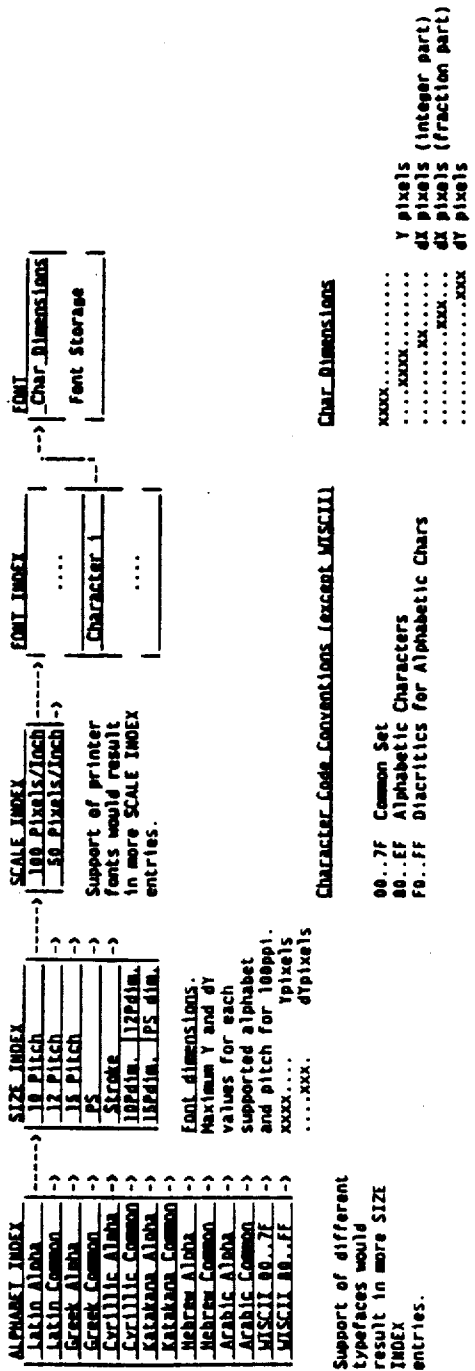 ALPHABET INDEX
Latin Alpha ----->
Latin Common ->
Greek Alpha ->
Greek Common ->
Cyrillic Alpha ->
Cyrillic Common ->
Katakana Alpha ->
Katakana Common ->
Hebrew Alpha ->
Hebrew Common ->
Arabic Alpha ->
Arabic Common ->
WISCII 00..7F ->
WISCII 80..FF ->
Support of different
typefaces would
result in more SIZE
INDEX
entries.
SIZE INDEX
10 Pitch ----->
12 Pitch ->
15 Pitch ->
PS ->
Stroke ->
10Pdim. 12Pdim.
15Pdim. PS dim.
Font dimensions.
Maximum Y and dY
values for each
supported alphabet
and pitch for 100ppi.
xxxx.... Ypixels
....xxx. dYpixels
SCALE INDEX
100 Pixels/Inch ---->
50 Pixels/Inch ->
Support of printer
fonts would result
in more SCALE INDEX
entries.
FONT INDEX
....
Character i
....
FONT
Char Dimensions
Font Storage
Character Code Conventions (except WISCII)
00..7F Common Set
80..EF Alphabetic Characters
F0..FF Diacritics for Alphabetic Chars
Char Dimensions
xxxx............ Y pixels
....xxxx........ dX pixels (integer part)
........xx...... dX pixels (fraction part)
..........xxx... dY pixels
.............xxx